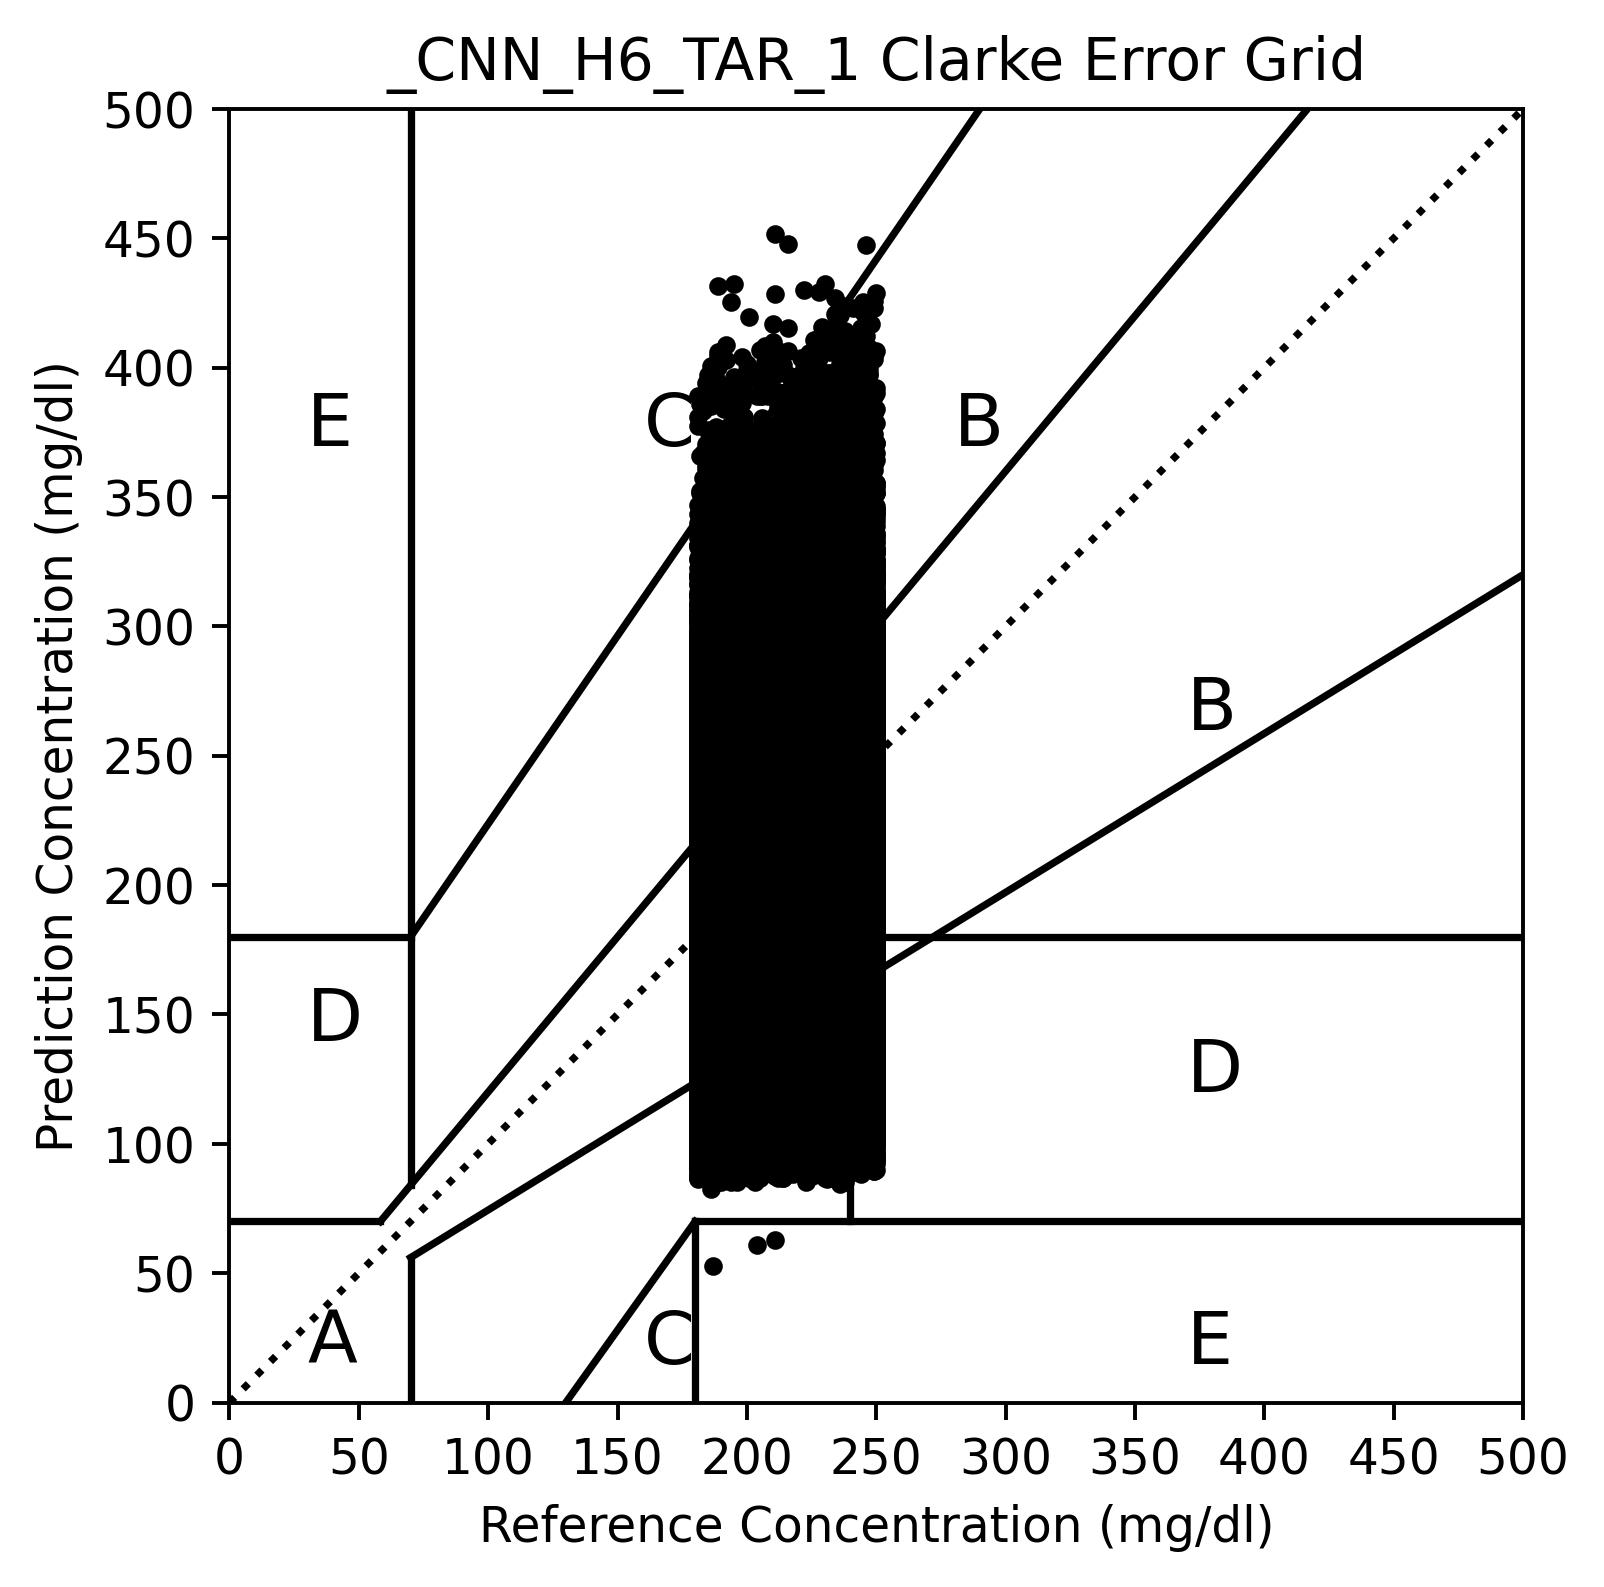 _CNN_H6_TAR_1 Clarke Error Grid
500
450
400
350
300
250
200
150
100
50
0
Prediction Concentration (mg/dl)
E
C
B
B
D
D
A
C
E
0 50 100 150 200 250 300 350 400 450 500
Reference Concentration (mg/dl)